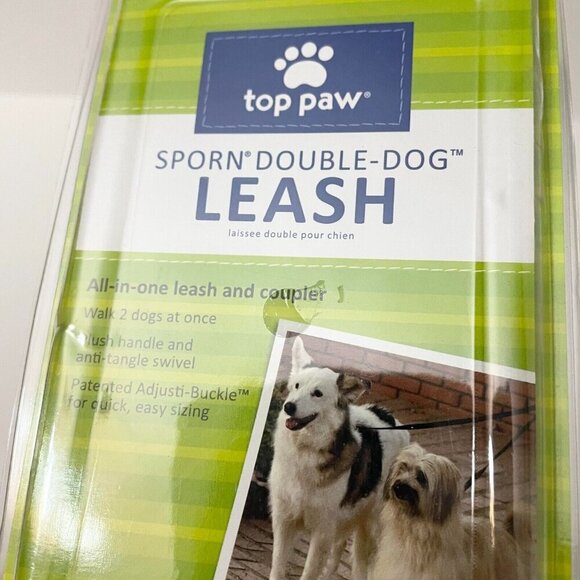 top paw®
SPORN® DOUBLE-DOG™
LEASH
laissee double pour chien
All-in-one leash and coupler
Walk 2 dogs at once
Plush handle and
anti-tangle swivel
Patented Adjusti-Buckle™
for quick, easy sizing